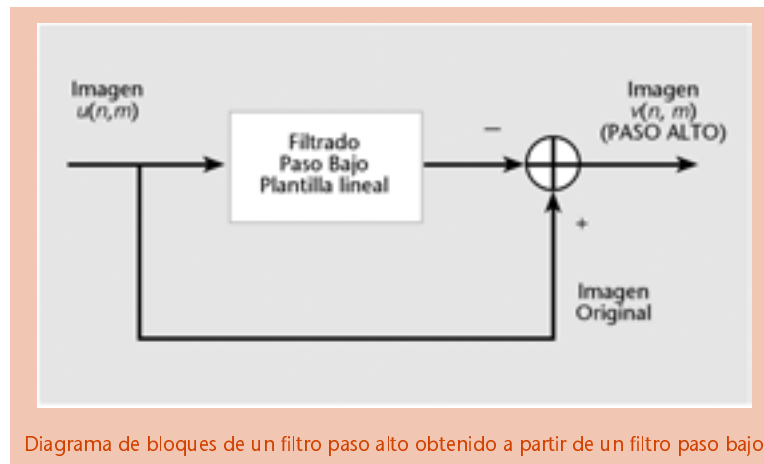 Imagen
u(n,m)
Filtrado
Paso Bajo
Plantilla lineal
−
Imagen
v(n, m)
(PASO ALTO)
+
Imagen
Original
Diagrama de bloques de un filtro paso alto obtenido a partir de un filtro paso bajo